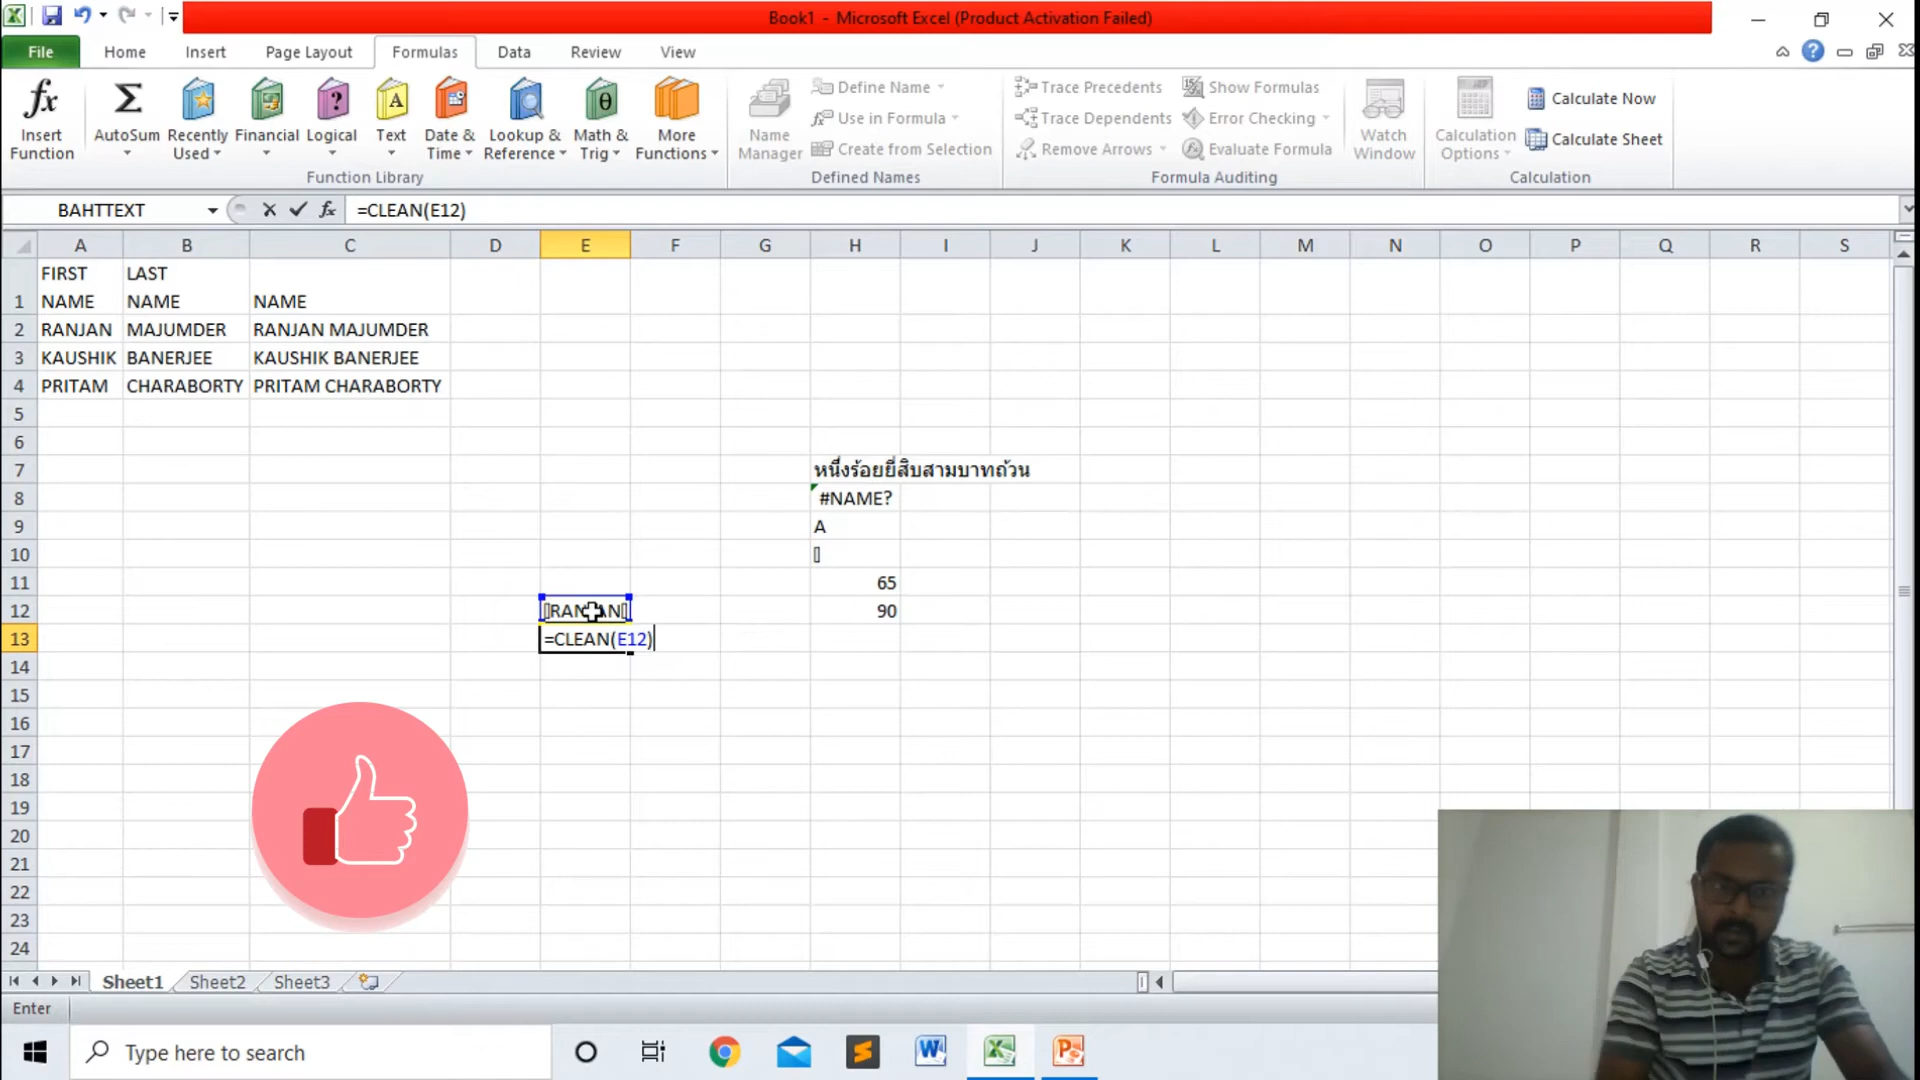 Book1 - Microsoft Excel (Product Activation Failed)
File Home Insert Page Layout Formulas Data Review View
Insert Function
AutoSum
Recently Used
Financial
Logical
Text
Date & Time
Lookup & Reference
Math & Trig
More Functions
Name Manager
Define Name
Use in Formula
Create from Selection
Trace Precedents
Trace Dependents
Remove Arrows
Show Formulas
Error Checking
Evaluate Formula
Watch Window
Calculation Options
Calculate Now
Calculate Sheet
Function Library Defined Names Formula Auditing Calculation
BAHTTEXT fx =CLEAN(E12)
A B C D E F G H I J K L M N O P Q R S
FIRST LAST
1 NAME NAME NAME
2 RANJAN MAJUMDER RANJAN MAJUMDER
3 KAUSHIK BANERJEE KAUSHIK BANERJEE
4 PRITAM CHARABORTY PRITAM CHARABORTY
5
6
7 หนึ่งร้อยยี่สิบสามบาทถ้วน
8 #NAME?
9 A
10
11 65
12 RANJAN 90
13 =CLEAN(E12)
14
15
16
17
18
19
20
21
22
23
24
Sheet1 Sheet2 Sheet3
Enter
Type here to search